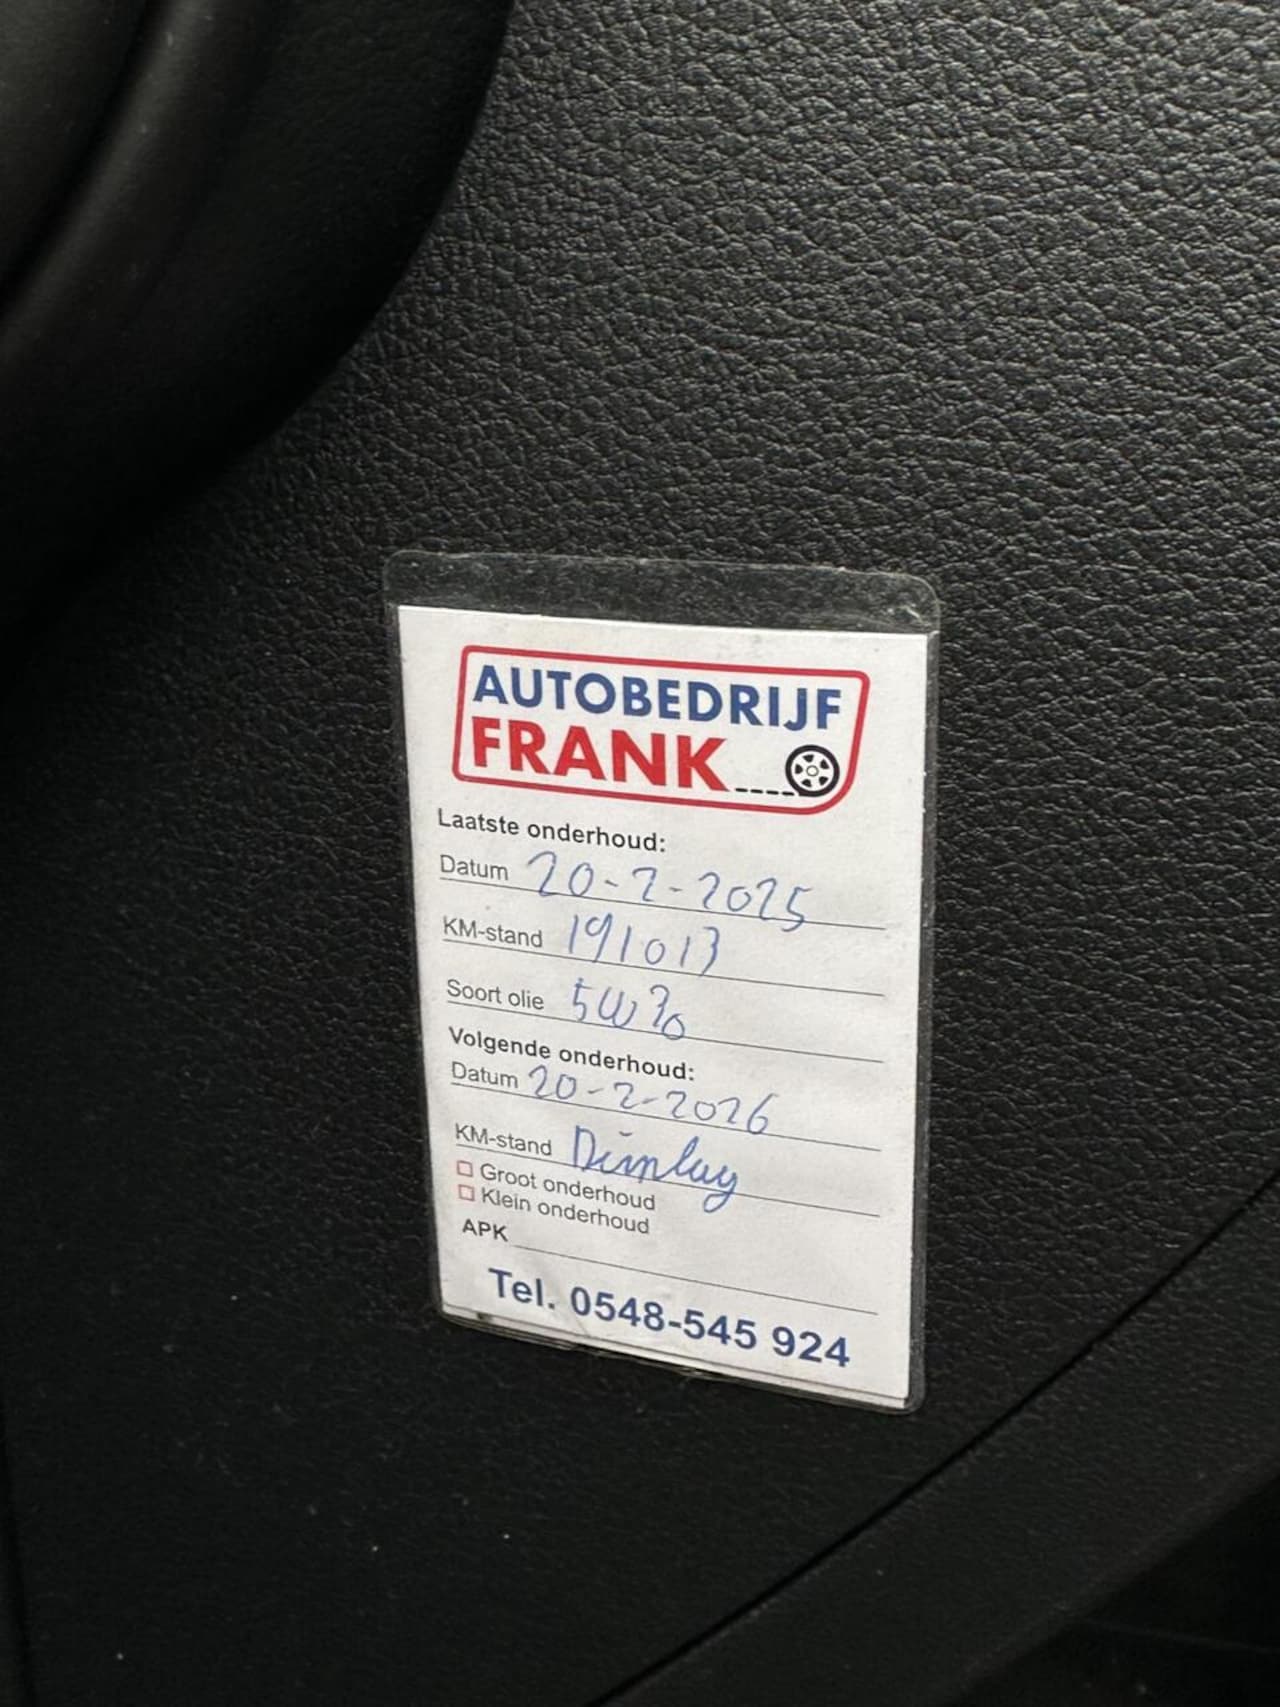 AUTOBEDRIJF
FRANK
Laatste onderhoud:
Datum 20-2-2025
KM-stand 191013
Soort olie 5W30
Volgende onderhoud:
Datum 20-2-2026
KM-stand Display
Groot onderhoud
Klein onderhoud
APK
Tel. 0548-545 924